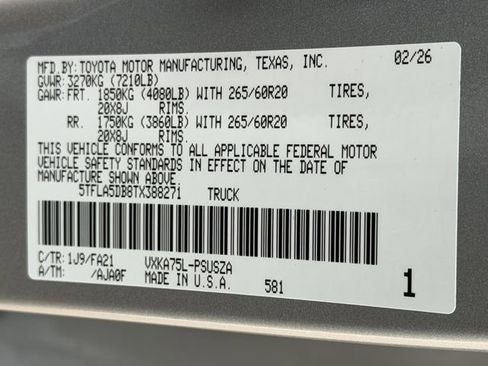 MFD.BY: TOYOTA MOTOR MANUFACTURING, TEXAS, INC. 02/26
GVWR: 3270KG (7210LB)
GAWR: FRT. 1850KG (4080LB) WITH 265/60R20 TIRES,
20X8J RIMS.
RR. 1750KG (3860LB) WITH 265/60R20 TIRES,
20X8J RIMS.
THIS VEHICLE CONFORMS TO ALL APPLICABLE FEDERAL MOTOR
VEHICLE SAFETY STANDARDS IN EFFECT ON THE DATE OF
MANUFACTURE SHOWN ABOVE.
5TFLA5DB8TX388271 TRUCK
C/TR: 1J9/FA21 VXKA75L-PSUSZA
A/TM: /AJA0F MADE IN U.S.A. 581 1